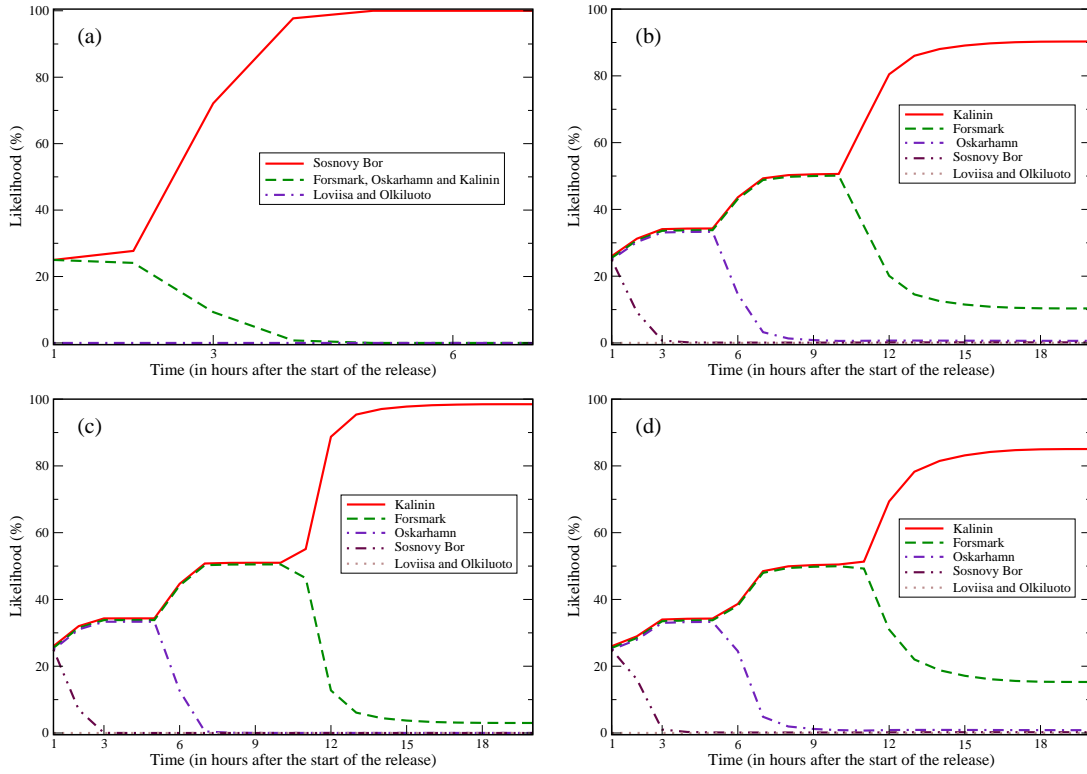 (a)
100
80
60
40
20
0
Likelihood (%)
Sosnovy Bor
Forsmark, Oskarhamn and Kalinin
Loviisa and Olkiluoto
1 3 6
Time (in hours after the start of the release)
(b)
100
80
60
40
20
0
Likelihood (%)
Kalinin
Forsmark
Oskarhamn
Sosnovy Bor
Loviisa and Olkiluoto
1 3 6 9 12 15 18
Time (in hours after the start of the release)
(c)
100
80
60
40
20
0
Likelihood (%)
Kalinin
Forsmark
Oskarhamn
Sosnovy Bor
Loviisa and Olkiluoto
1 3 6 9 12 15 18
Time (in hours after the start of the release)
(d)
100
80
60
40
20
0
Likelihood (%)
Kalinin
Forsmark
Oskarhamn
Sosnovy Bor
Loviisa and Olkiluoto
1 3 6 9 12 15 18
Time (in hours after the start of the release)